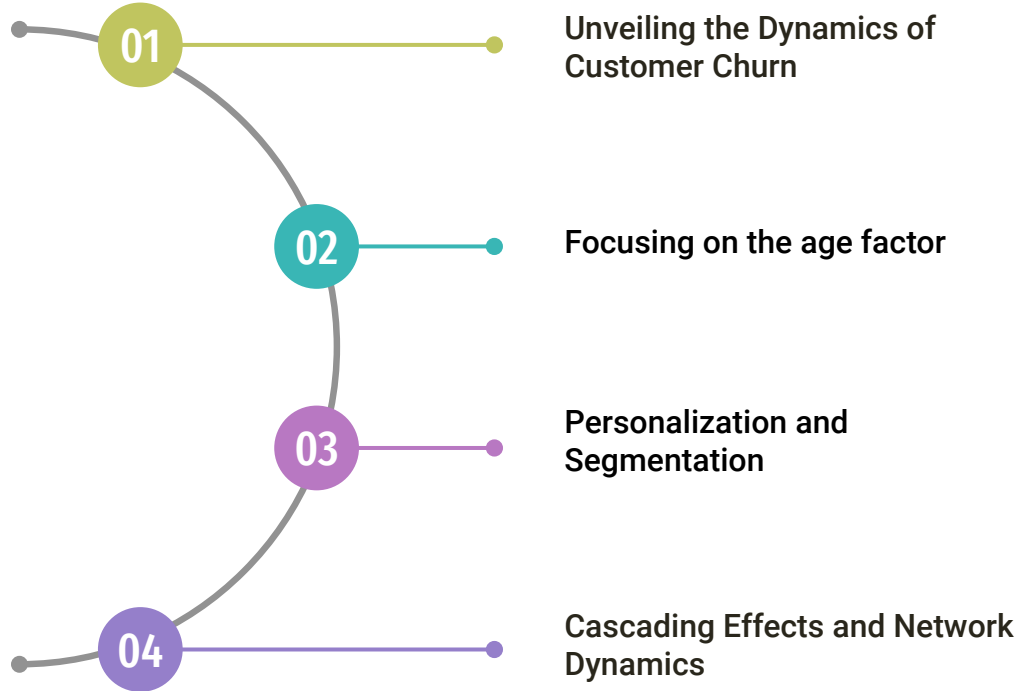 01
Unveiling the Dynamics of
Customer Churn
02
Focusing on the age factor
03
Personalization and
Segmentation
04
Cascading Effects and Network
Dynamics